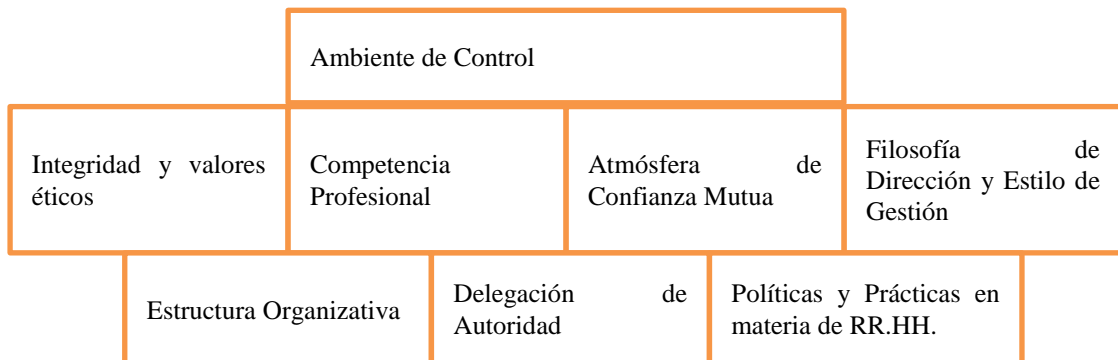 Ambiente de Control
Integridad y valores
éticos
Competencia
Profesional
Atmósfera de
Confianza Mutua
Filosofía de
Dirección y Estilo de
Gestión
Estructura Organizativa
Delegación de
Autoridad
Políticas y Prácticas en
materia de RR.HH.